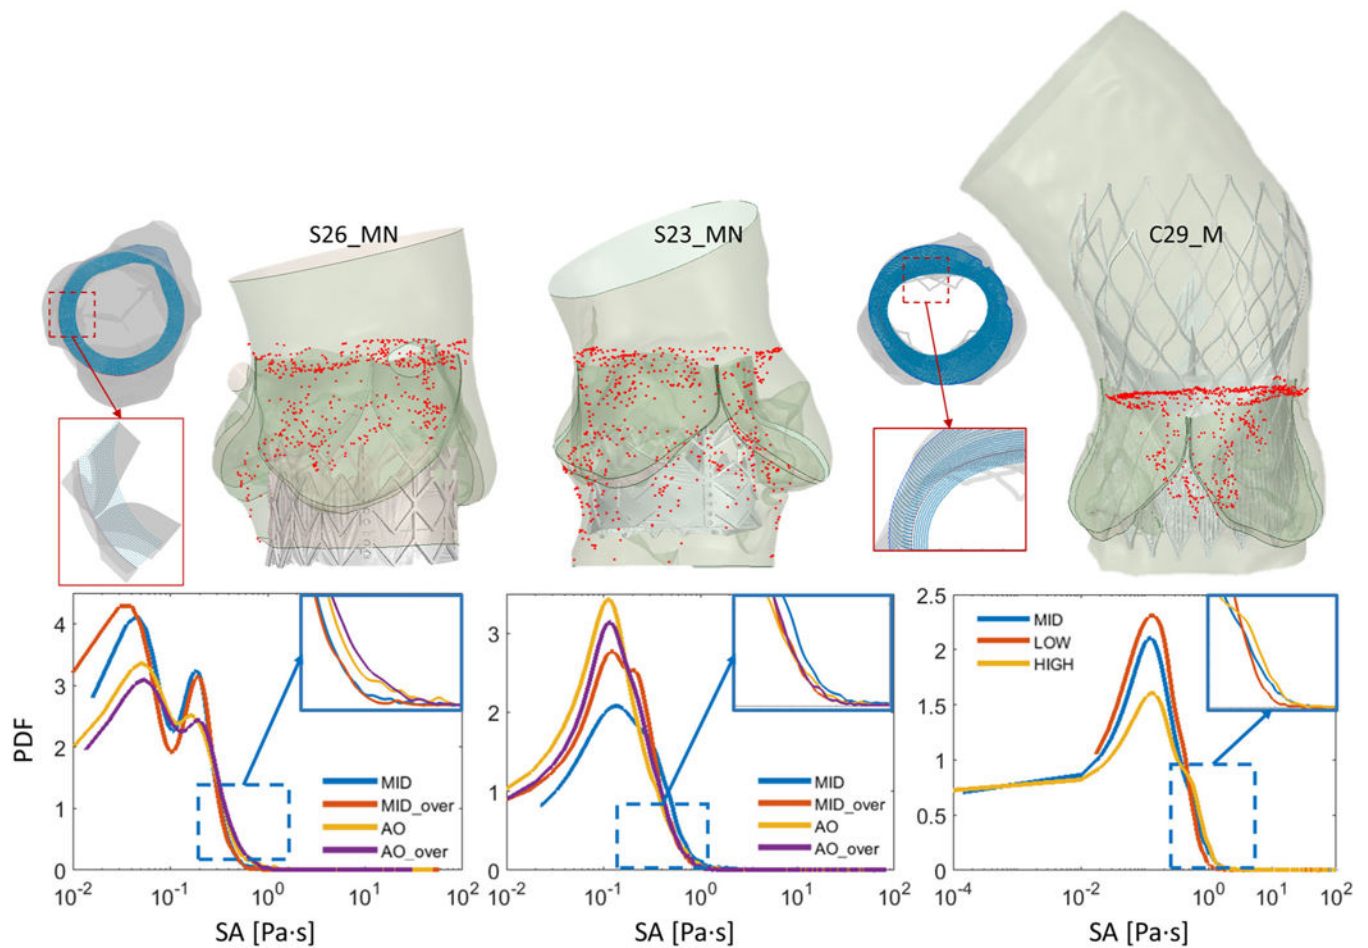 S26_MN
S23_MN
C29_M
PDF
4
3
2
1
0
10⁻²
10⁻¹
10⁰
10¹
10²
SA [Pa·s]
MID
MID_over
AO
AO_over
3
2
1
0
10⁻²
10⁻¹
10⁰
10¹
10²
SA [Pa·s]
MID
MID_over
AO
AO_over
2.5
2
1.5
1
0.5
0
10⁻⁴
10⁻²
10⁰
10²
SA [Pa·s]
MID
LOW
HIGH